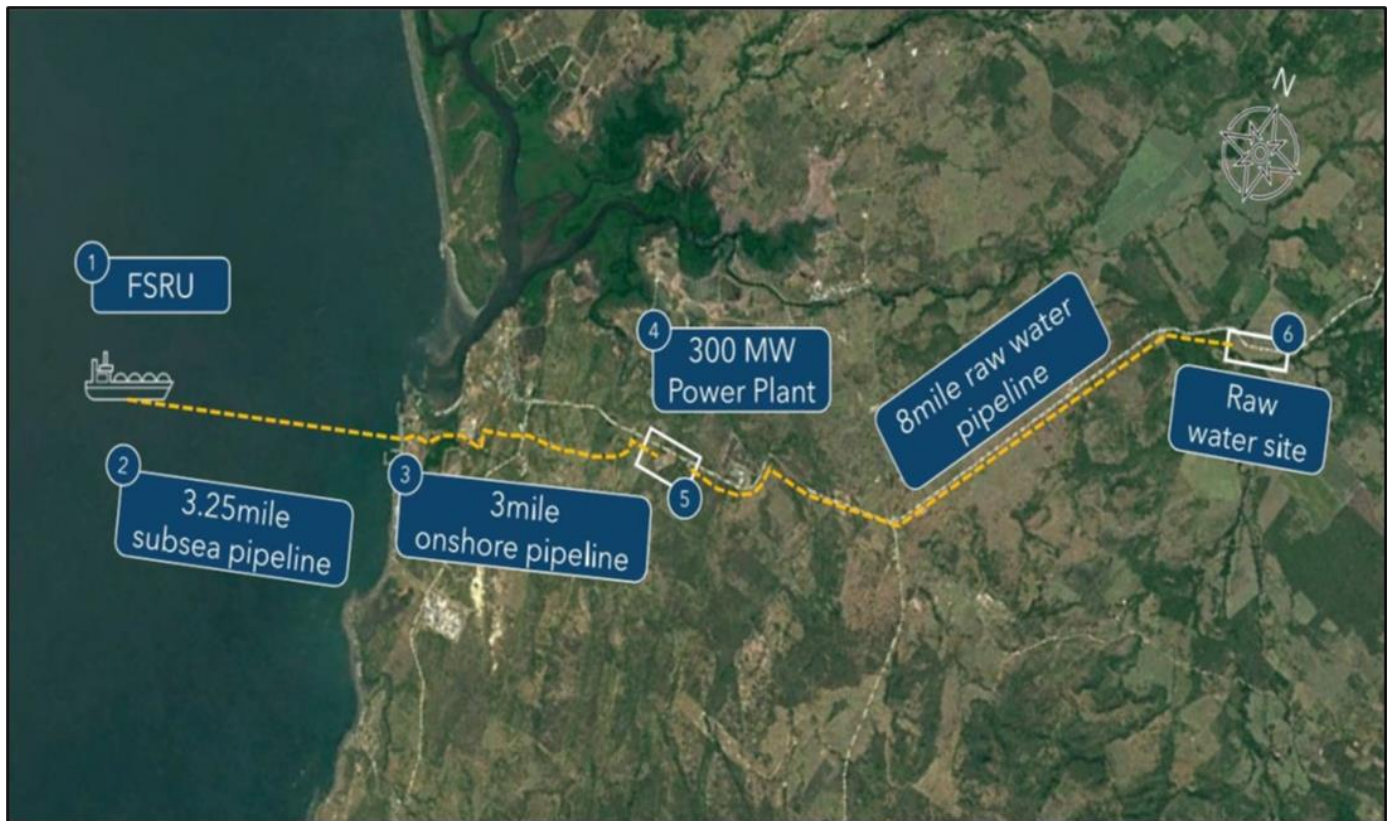 N
1
FSRU
2
3.25mile
subsea pipeline
3
3mile
onshore pipeline
4
300 MW
Power Plant
5
8mile raw water
pipeline
6
Raw
water site